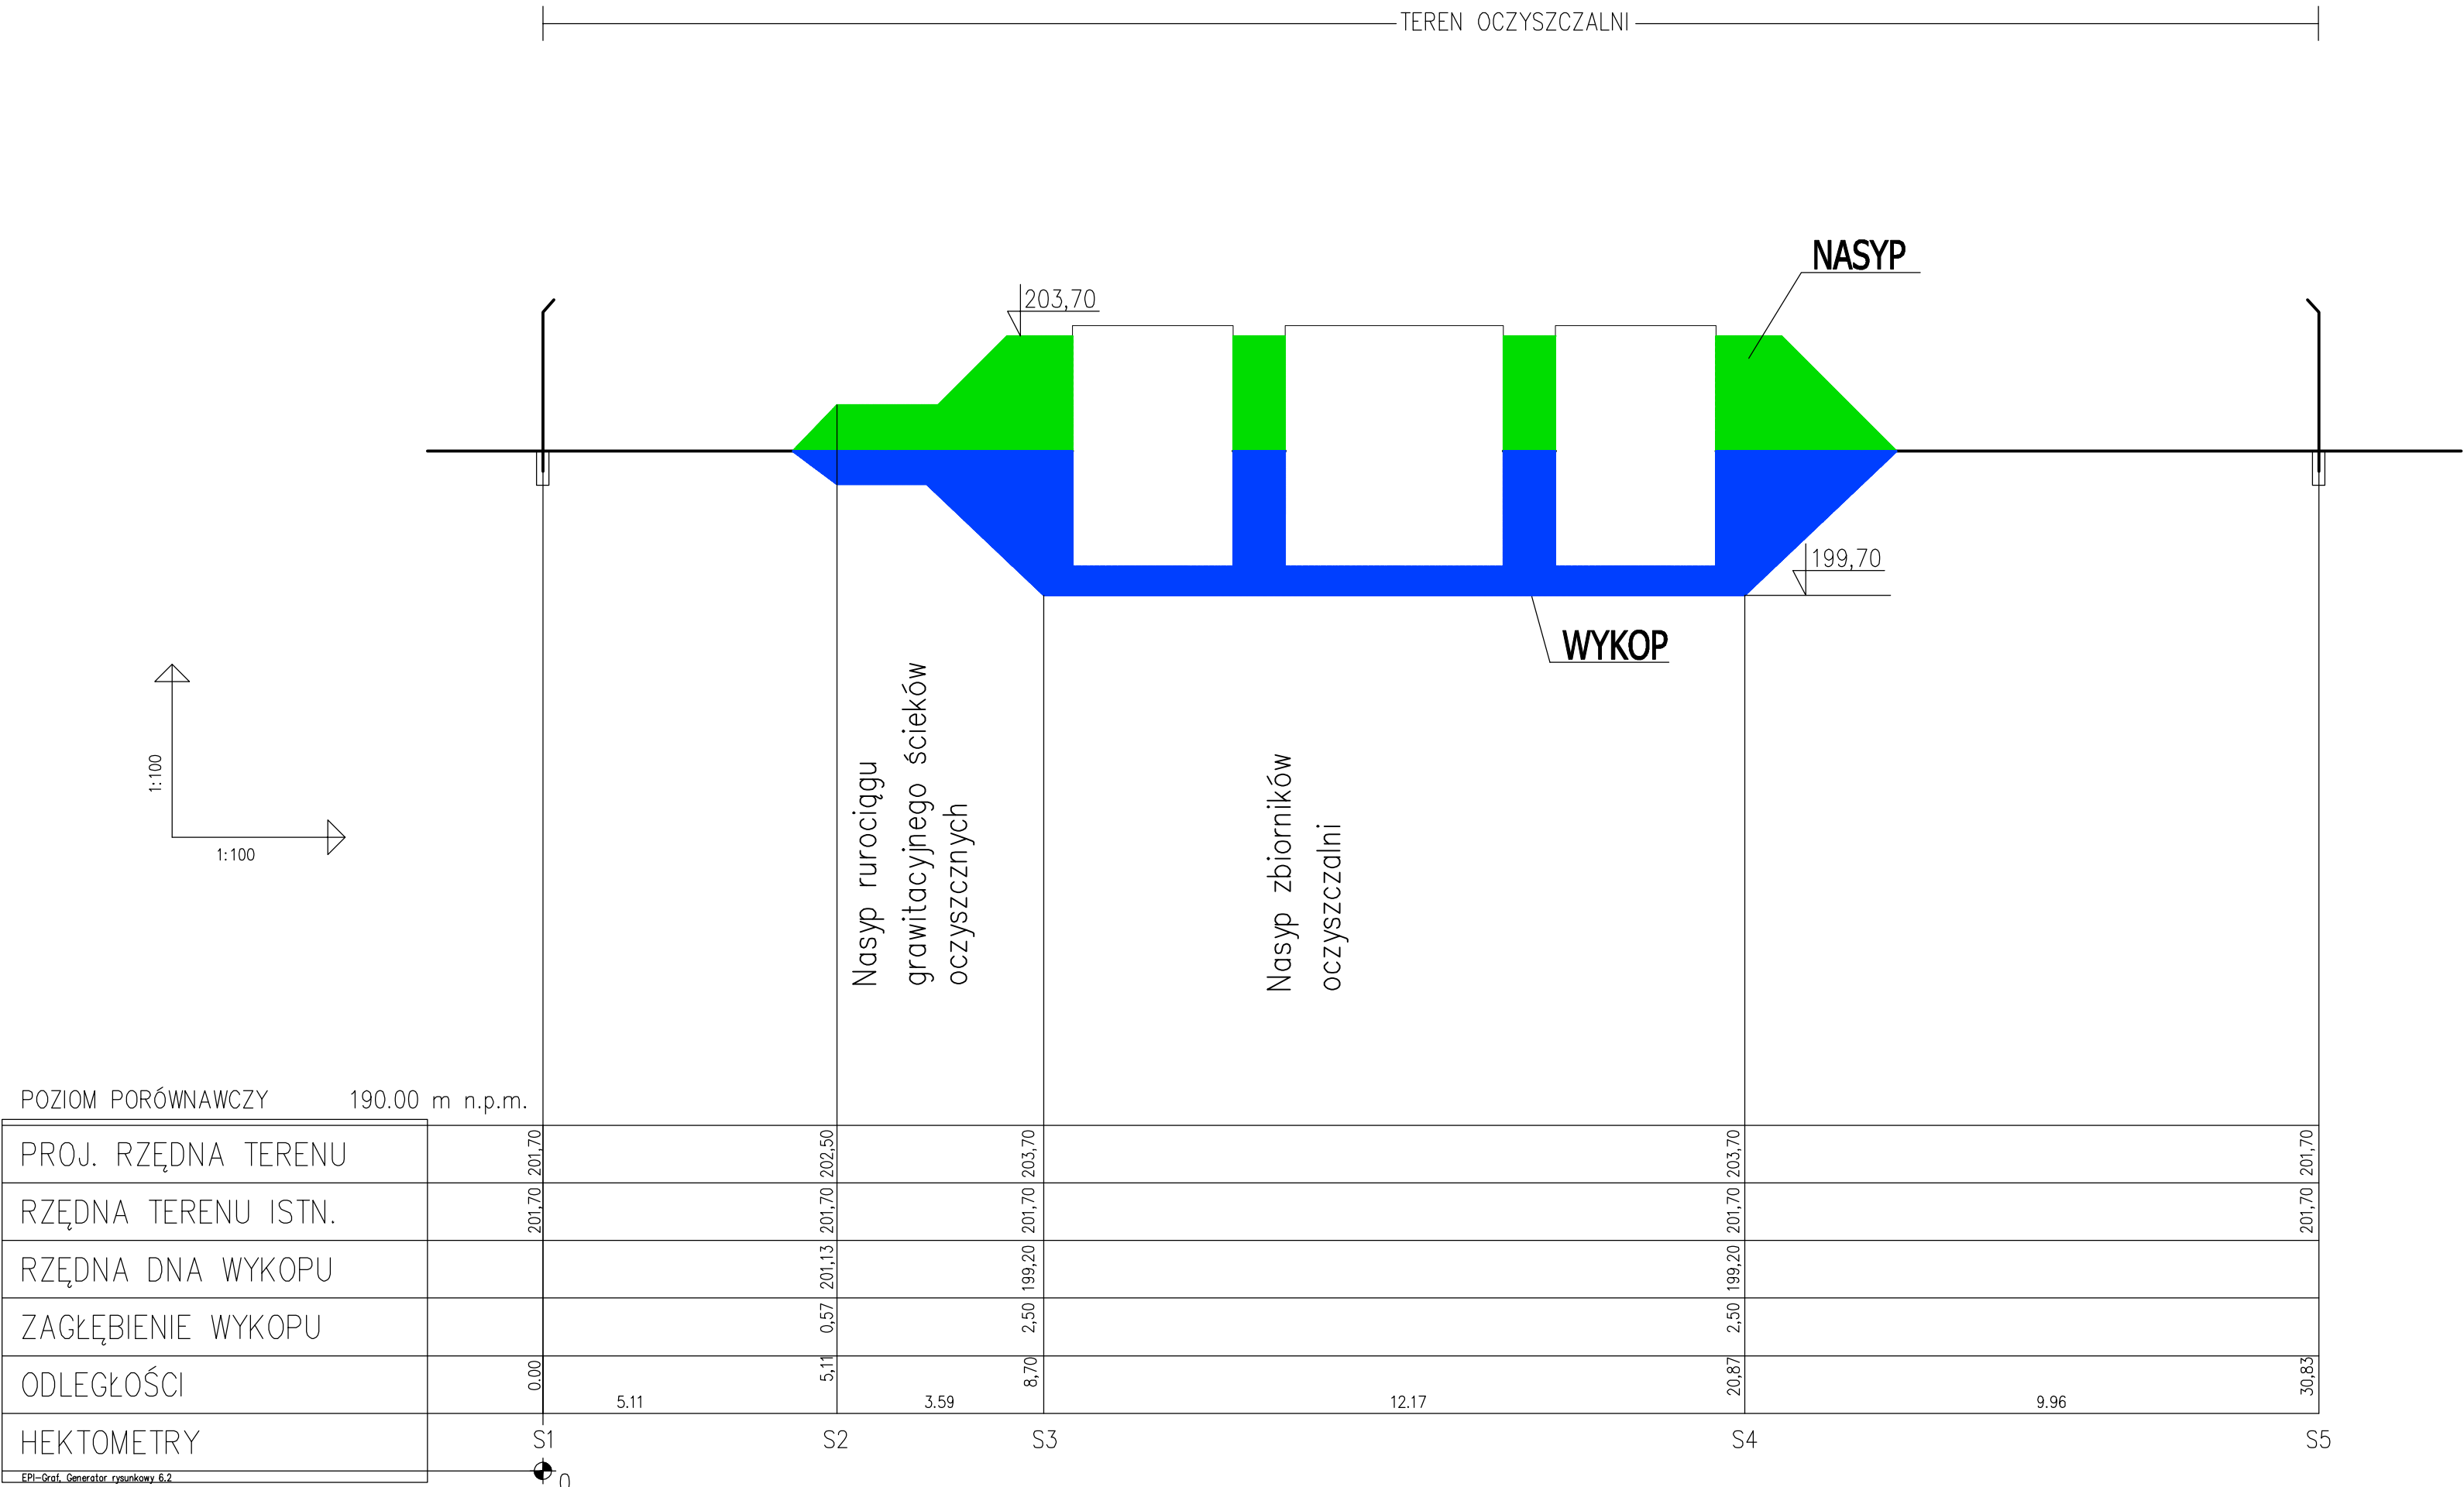 TEREN OCZYSZCZALNI
NASYP
203,70
199,70
WYKOP
Nasyp rurociągu
grawitacyjnego ścieków
oczyszcznych
Nasyp zbiorników
oczyszczalni
1:100
1:100
POZIOM PORÓWNAWCZY 190.00 m n.p.m.
PROJ. RZĘDNA TERENU 201,70 202,50 203,70 203,70 201,70
RZĘDNA TERENU ISTN. 201,70 201,70 201,70 201,70 201,70
RZĘDNA DNA WYKOPU 201,13 199,20 199,20
ZAGŁĘBIENIE WYKOPU 0,57 2,50 2,50
ODLEGŁOŚCI 0.00 5,11 8,70 20,87 30,83
5.11 3.59 12.17 9.96
HEKTOMETRY S1 S2 S3 S4 S5
EPI-Graf, Generator rysunkowy 6.2
0